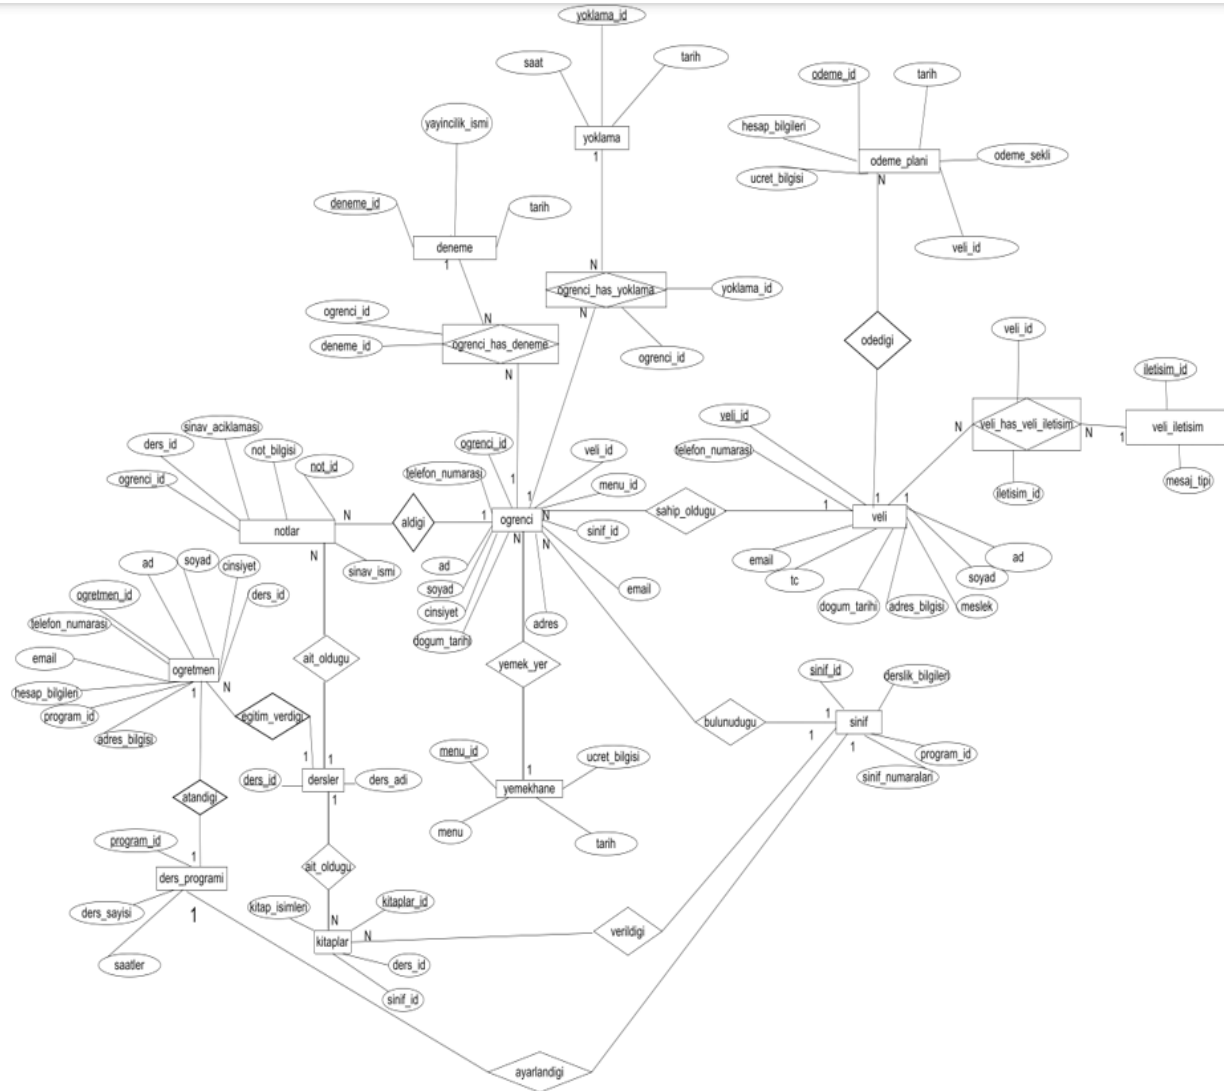 yoklama_id
saat
tarih
yoklama
1
odeme_id
tarih
hesap_bilgileri
odeme_plani
odeme_sekli
ucret_bilgisi
N
veli_id
yayincilik_ismi
deneme_id
tarih
deneme
1
N
ogrenci_has_yoklama
yoklama_id
N
ogrenci_id
ogrenci_id
N
ogrenci_has_deneme
deneme_id
N
odedigi
veli_id
iletisim_id
N
veli_has_veli_iletisim
N
1
veli_iletisim
iletisim_id
mesaj_tipi
sinav_aciklamasi
ders_id
not_bilgisi
not_id
ogrenci_id
notlar
N
N
sinav_ismi
aldigi
1
ogrenci_id
telefon_numarasi
veli_id
menu_id
1
1
ogrenci
N
sinif_id
N
N
ad
soyad
cinsiyet
dogum_tarihi
adres
email
sahip_oldugu
1
veli_id
telefon_numarasi
1
1
veli
email
tc
dogum_tarihi
adres_bilgisi
meslek
soyad
ad
ad
soyad
cinsiyet
ogretmen_id
ders_id
telefon_numarasi
ogretmen
email
1
N
hesap_bilgileri
program_id
adres_bilgisi
egitim_verdigi
ait_oldugu
yemek_yer
bulunudugu
sinif_id
derslik_bilgileri
1
sinif
1
1
program_id
sinif_numaralari
1
1
ders_id
dersler
ders_adi
1
menu_id
1
ucret_bilgisi
yemekhane
menu
tarih
atandigi
program_id
1
ders_programi
1
ders_sayisi
saatler
ait_oldugu
kitap_isimleri
kitaplar_id
N
kitaplar
N
verildigi
ders_id
sinif_id
ayarlandigi